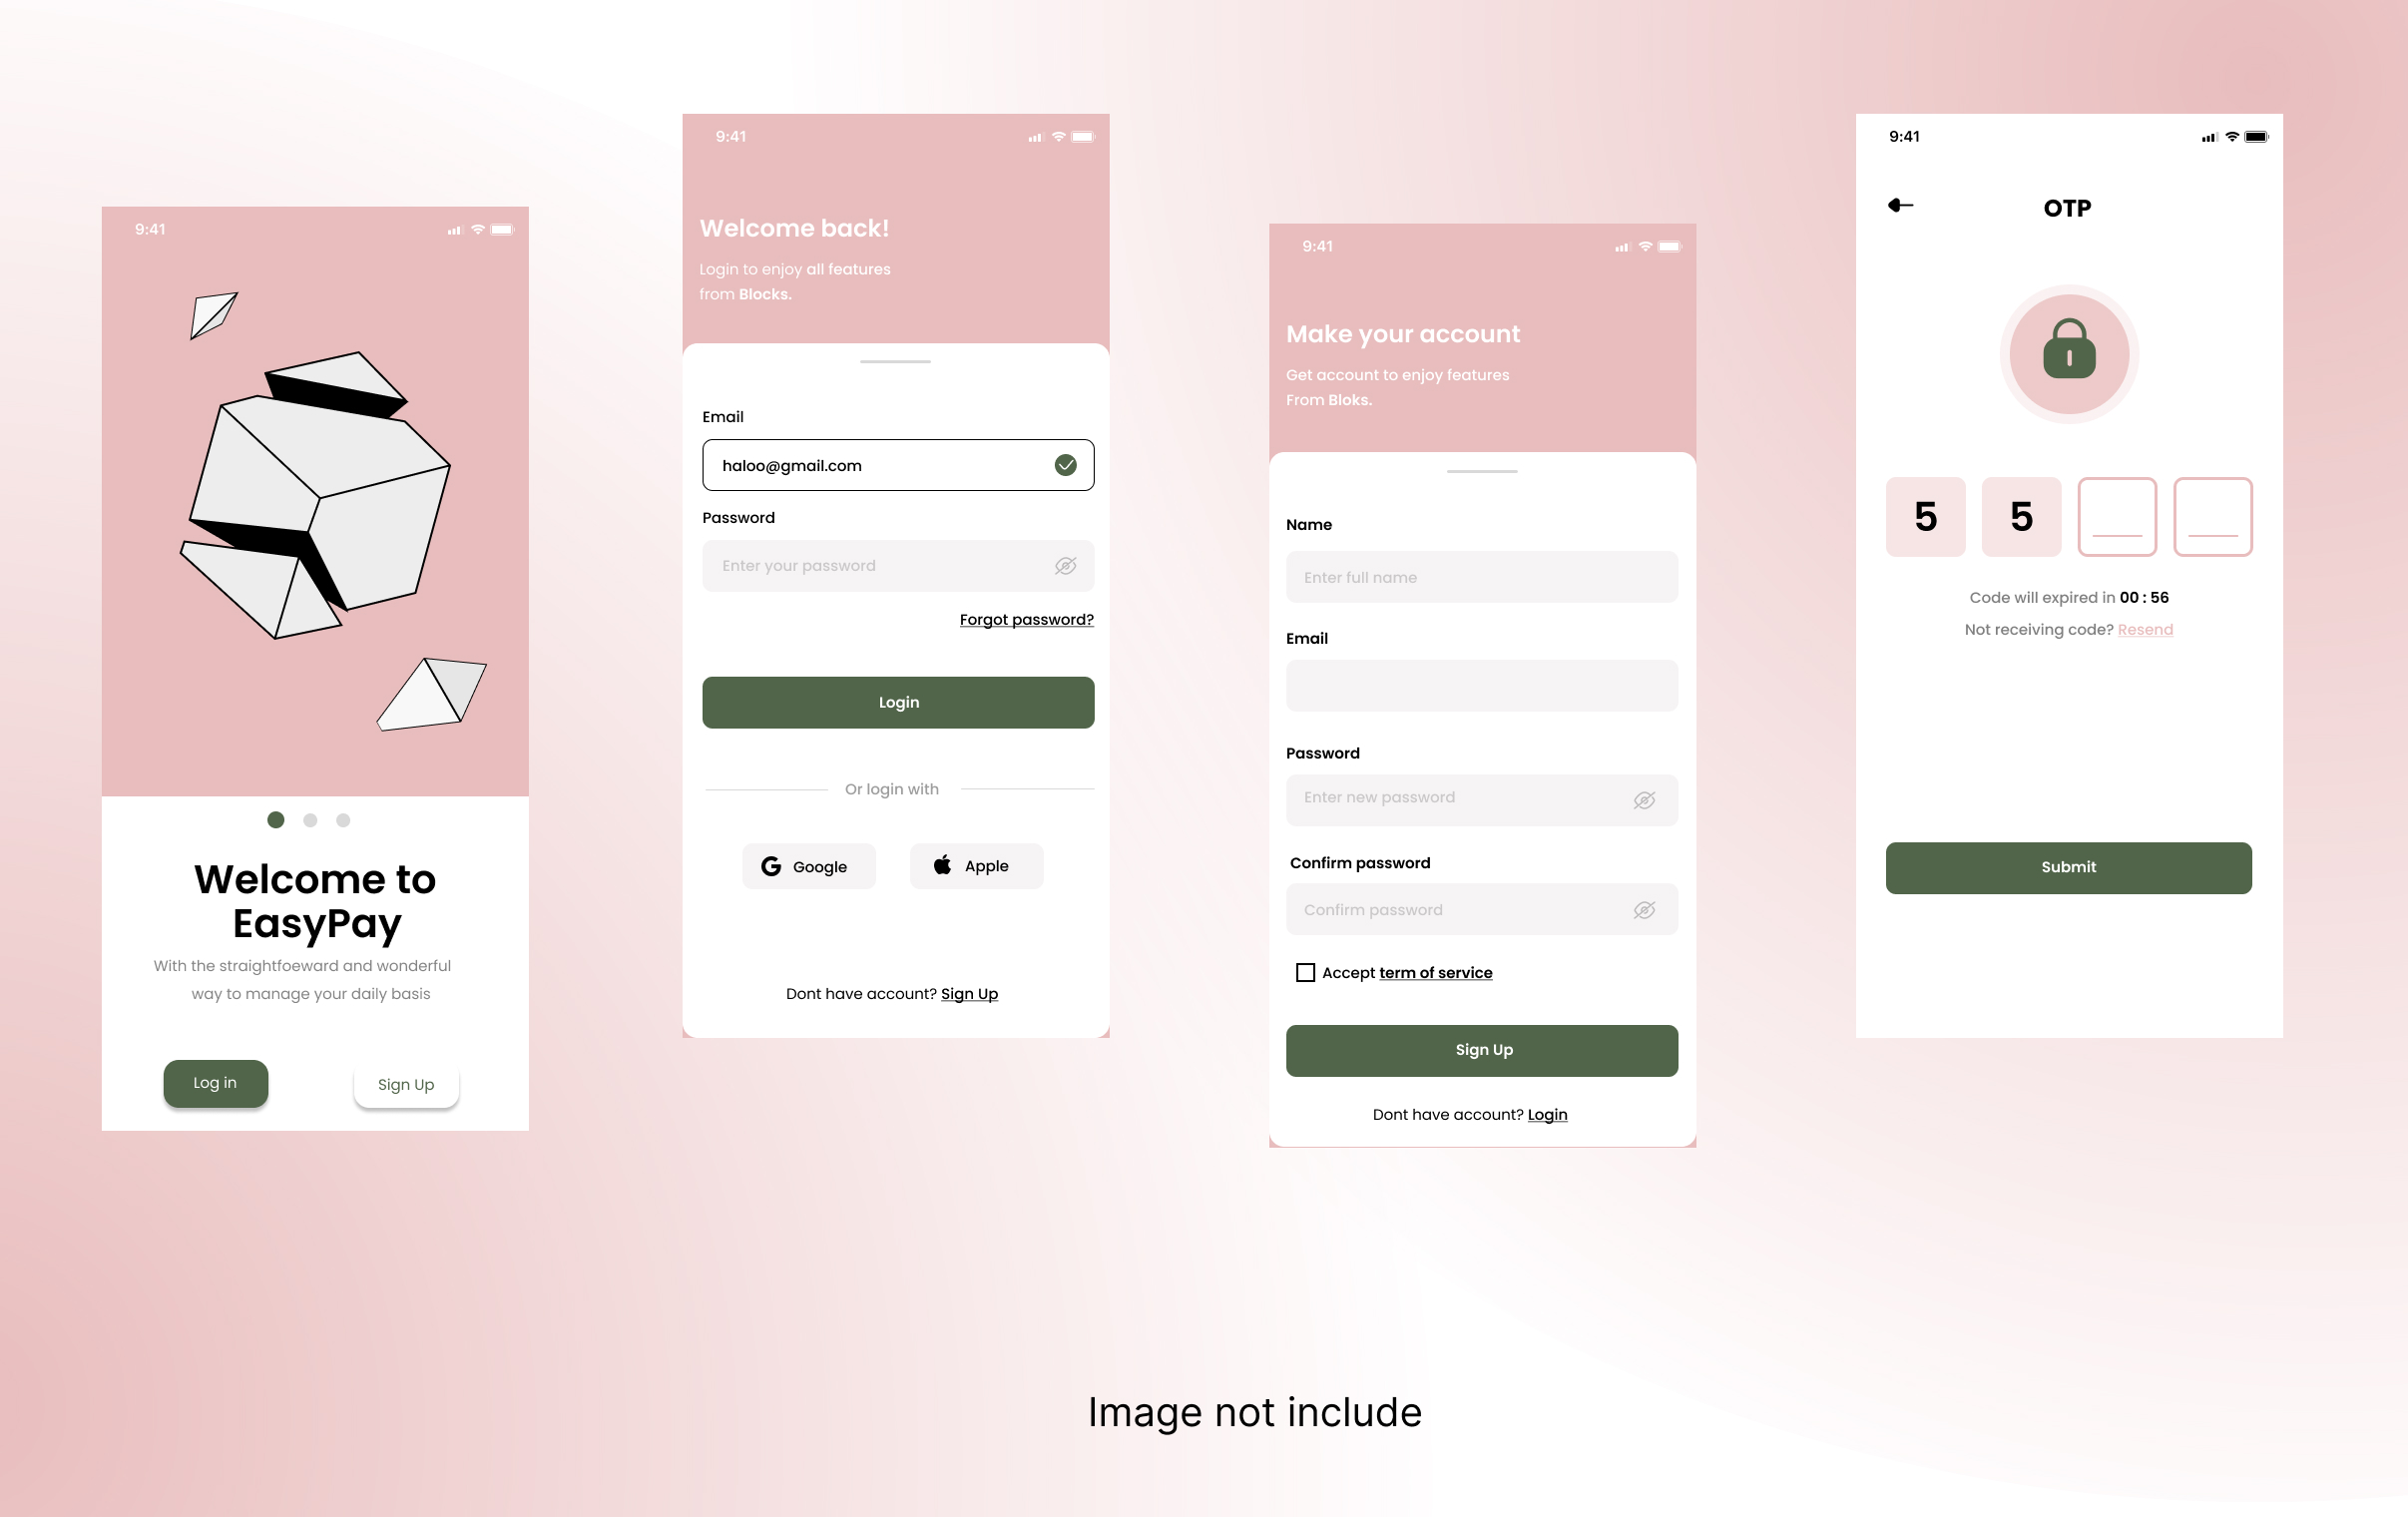 9:41
Welcome to
EasyPay
With the straightfoeward and wonderful
way to manage your daily basis
Log in
Sign Up
9:41
Welcome back!
Login to enjoy all features
from Blocks.
Email
haloo@gmail.com
Password
Enter your password
Forgot password?
Login
Or login with
Google
Apple
Dont have account? Sign Up
9:41
Make your account
Get account to enjoy features
From Bloks.
Name
Enter full name
Email
Password
Enter new password
Confirm password
Confirm password
Accept term of service
Sign Up
Dont have account? Login
9:41
OTP
5 5
Code will expired in 00 : 56
Not receiving code? Resend
Submit
Image not include